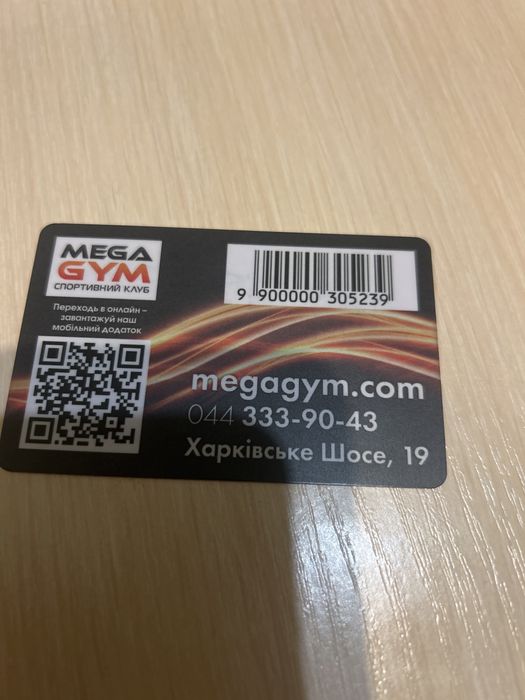 MEGA
GYM
СПОРТИВНИЙ КЛУБ
Переходь в онлайн –
завантажуй наш
мобільний додаток
9 900000 305239
megagym.com
044 333-90-43
Харківське Шосе, 19